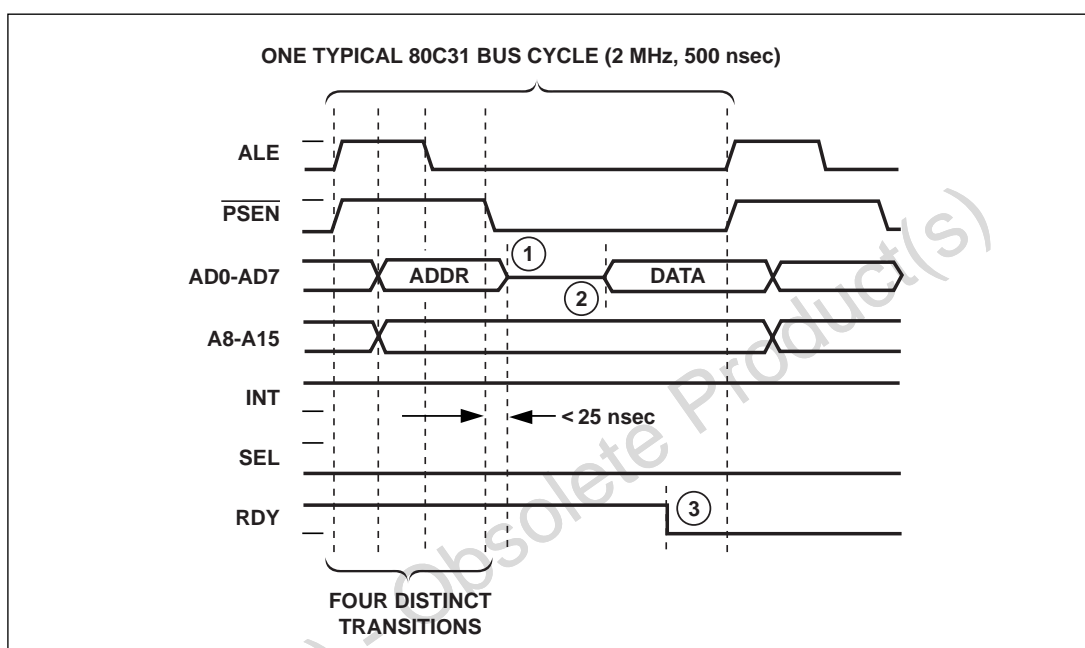 ONE TYPICAL 80C31 BUS CYCLE (2 MHz, 500 nsec)
ALE
PSEN
AD0-AD7
ADDR
1
2
DATA
A8-A15
INT
< 25 nsec
SEL
RDY
3
FOUR DISTINCT
TRANSITIONS
) - Obsolete Product(s)